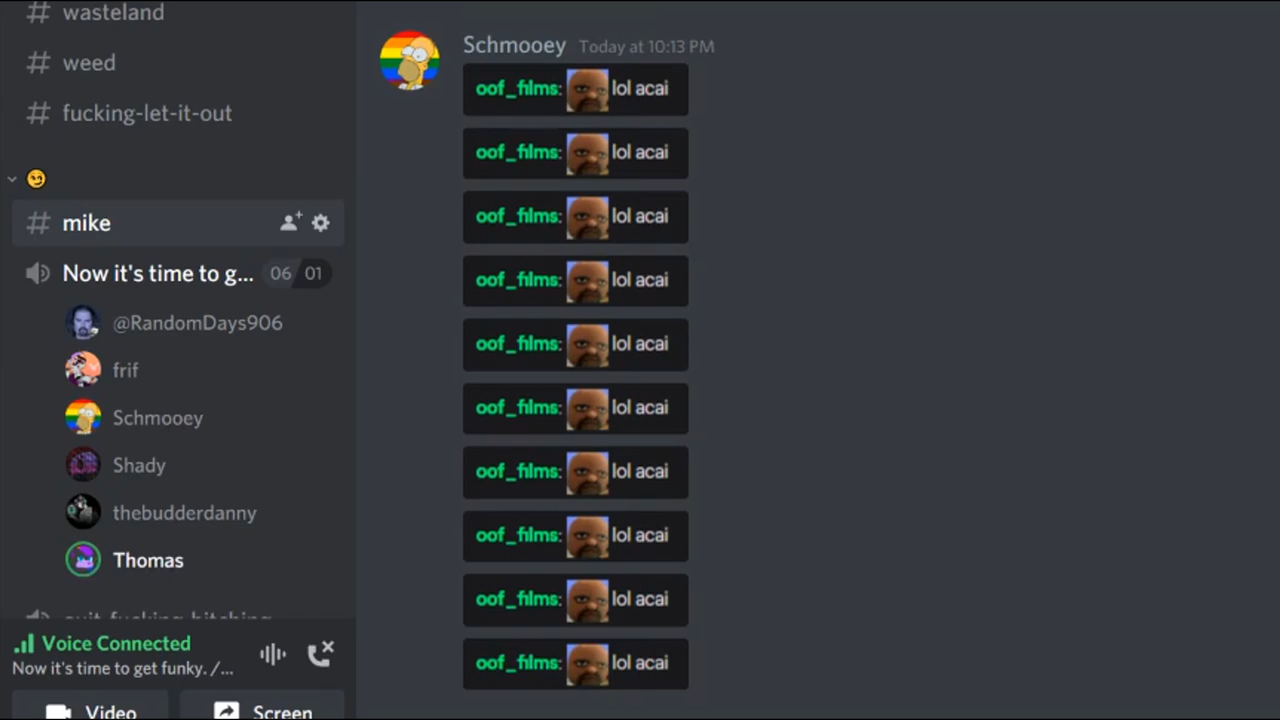 # wasteland
# weed
# fucking-let-it-out
# mike
Now it's time to g... 06 01
@RandomDays906
frif
Schmooey
Shady
thebudderdanny
Thomas
quit-fucking-bitching
Voice Connected
Now it's time to get funky. /...
Video Screen
Schmooey Today at 10:13 PM
oof_films: lol acai
oof_films: lol acai
oof_films: lol acai
oof_films: lol acai
oof_films: lol acai
oof_films: lol acai
oof_films: lol acai
oof_films: lol acai
oof_films: lol acai
oof_films: lol acai